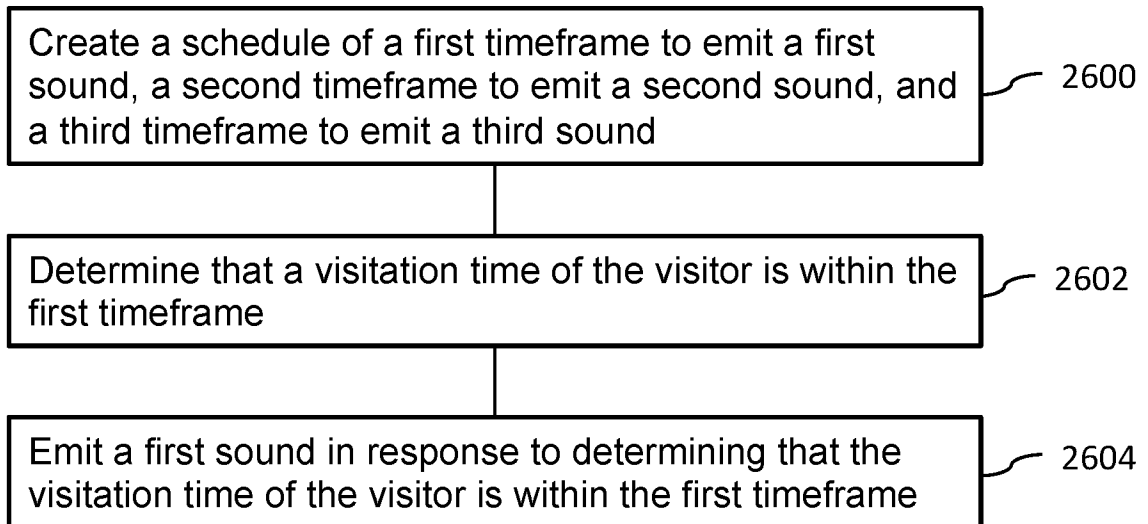 Create a schedule of a first timeframe to emit a first
sound, a second timeframe to emit a second sound, and
a third timeframe to emit a third sound
2600
Determine that a visitation time of the visitor is within the
first timeframe
2602
Emit a first sound in response to determining that the
visitation time of the visitor is within the first timeframe
2604